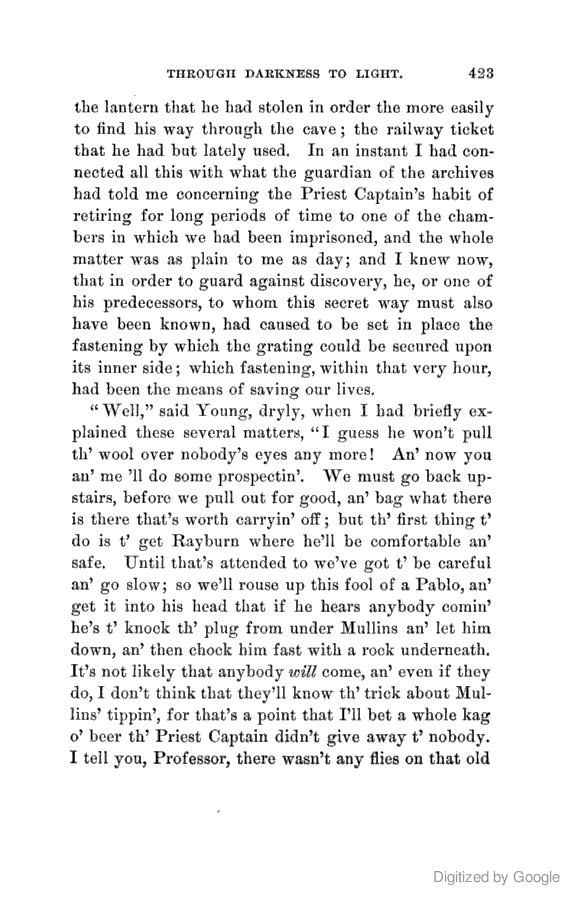 THROUGH DARKNESS TO LIGHT. 423
the lantern that he had stolen in order the more easily
to find his way through the cave; the railway ticket
that he had but lately used. In an instant I had con-
nected all this with what the guardian of the archives
had told me concerning the Priest Captain's habit of
retiring for long periods of time to one of the cham-
bers in which we had been imprisoned, and the whole
matter was as plain to me as day; and I knew now,
that in order to guard against discovery, he, or one of
his predecessors, to whom this secret way must also
have been known, had caused to be set in place the
fastening by which the grating could be secured upon
its inner side; which fastening, within that very hour,
had been the means of saving our lives.
"Well," said Young, dryly, when I had briefly ex-
plained these several matters, "I guess he won't pull
th' wool over nobody's eyes any more! An' now you
an' me 'll do some prospectin'. We must go back up-
stairs, before we pull out for good, an' bag what there
is there that's worth carryin' off; but th' first thing t'
do is t' get Rayburn where he'll be comfortable an'
safe. Until that's attended to we've got t' be careful
an' go slow; so we'll rouse up this fool of a Pablo, an'
get it into his head that if he hears anybody comin'
he's t' knock th' plug from under Mullins an' let him
down, an' then chock him fast with a rock underneath.
It's not likely that anybody will come, an' even if they
do, I don't think that they'll know th' trick about Mul-
lins' tippin', for that's a point that I'll bet a whole kag
o' beer th' Priest Captain didn't give away t' nobody.
I tell you, Professor, there wasn't any flies on that old
Digitized by Google